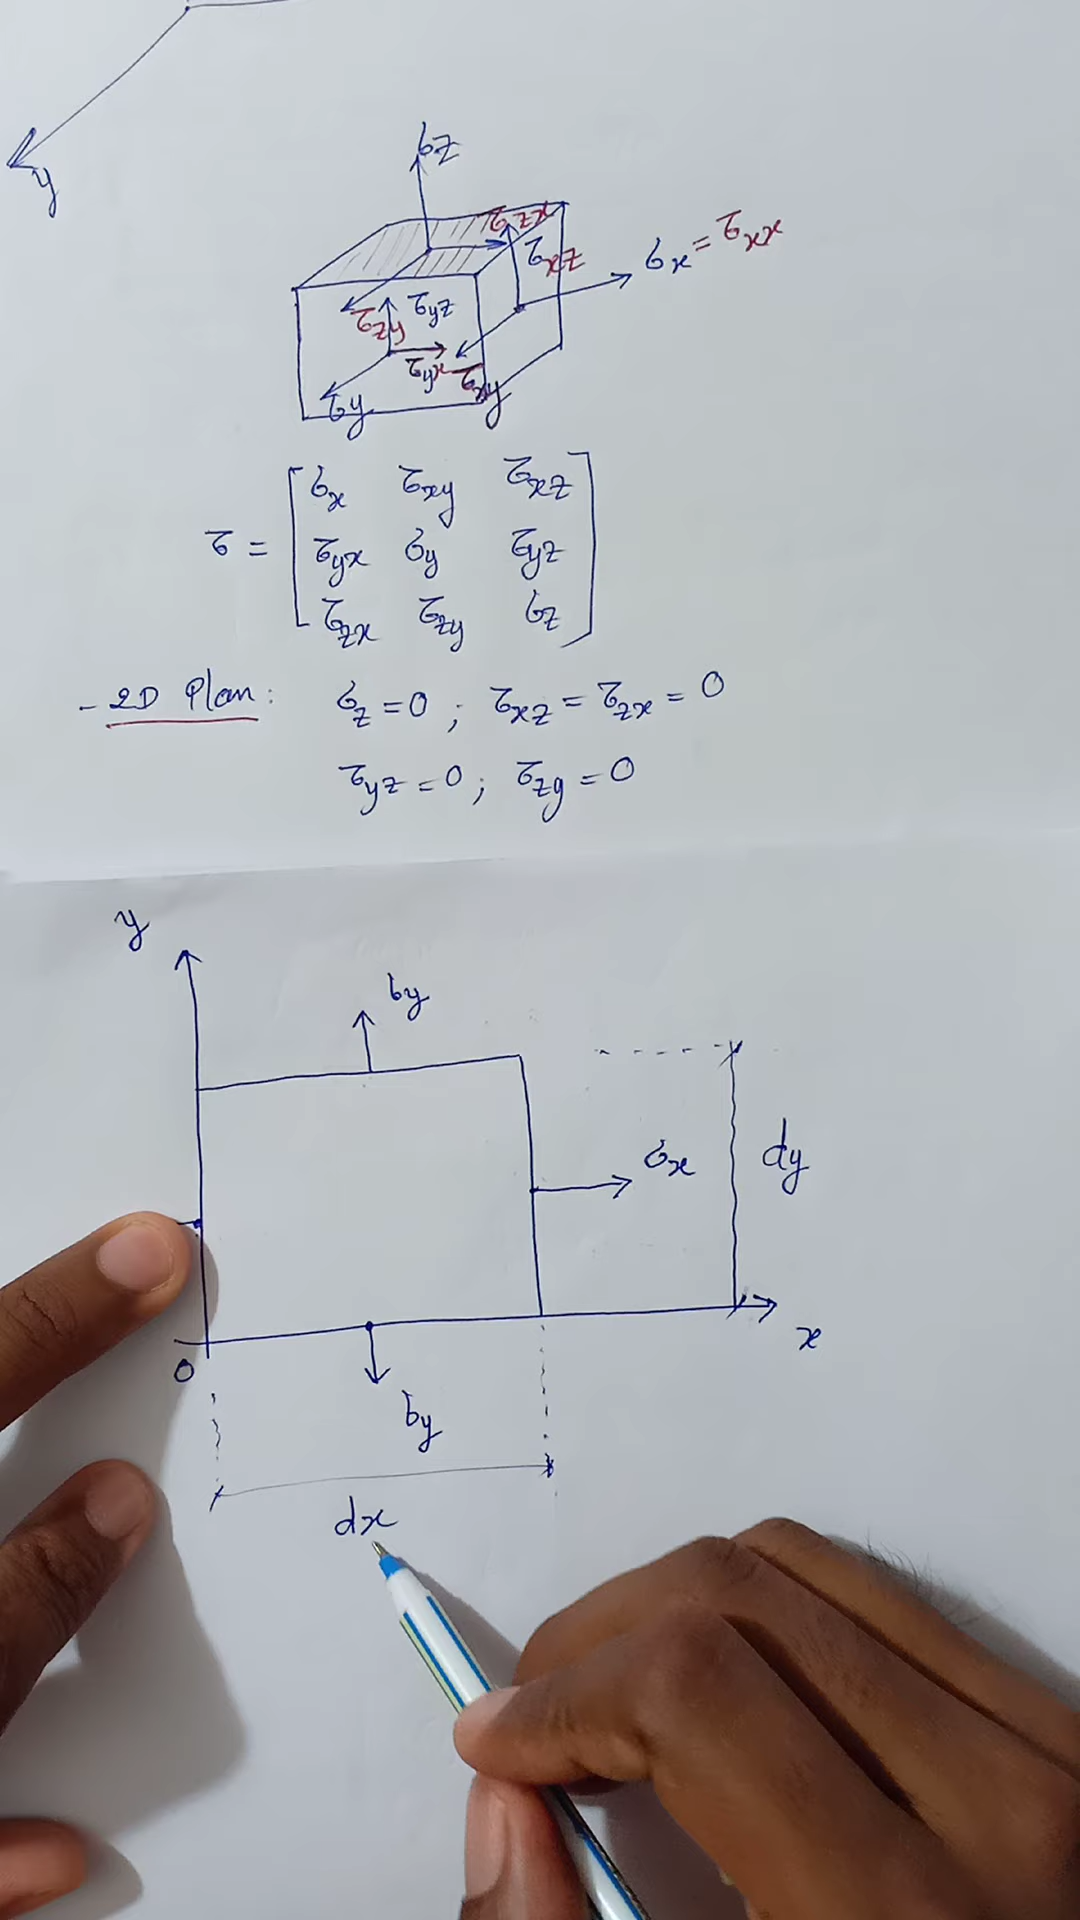 y
σz
τzx
τxz
σx = τxx
τzy τyz
τyx τxy
τy
y
τ = [ σx τxy τxz
τyx σy τyz
τzx τzy σz ]
- 2D Plan: σz = 0 ; τxz = τzx = 0
τyz = 0 ; τzy = 0
y
σy
σx
dy
x
0
σy
dx